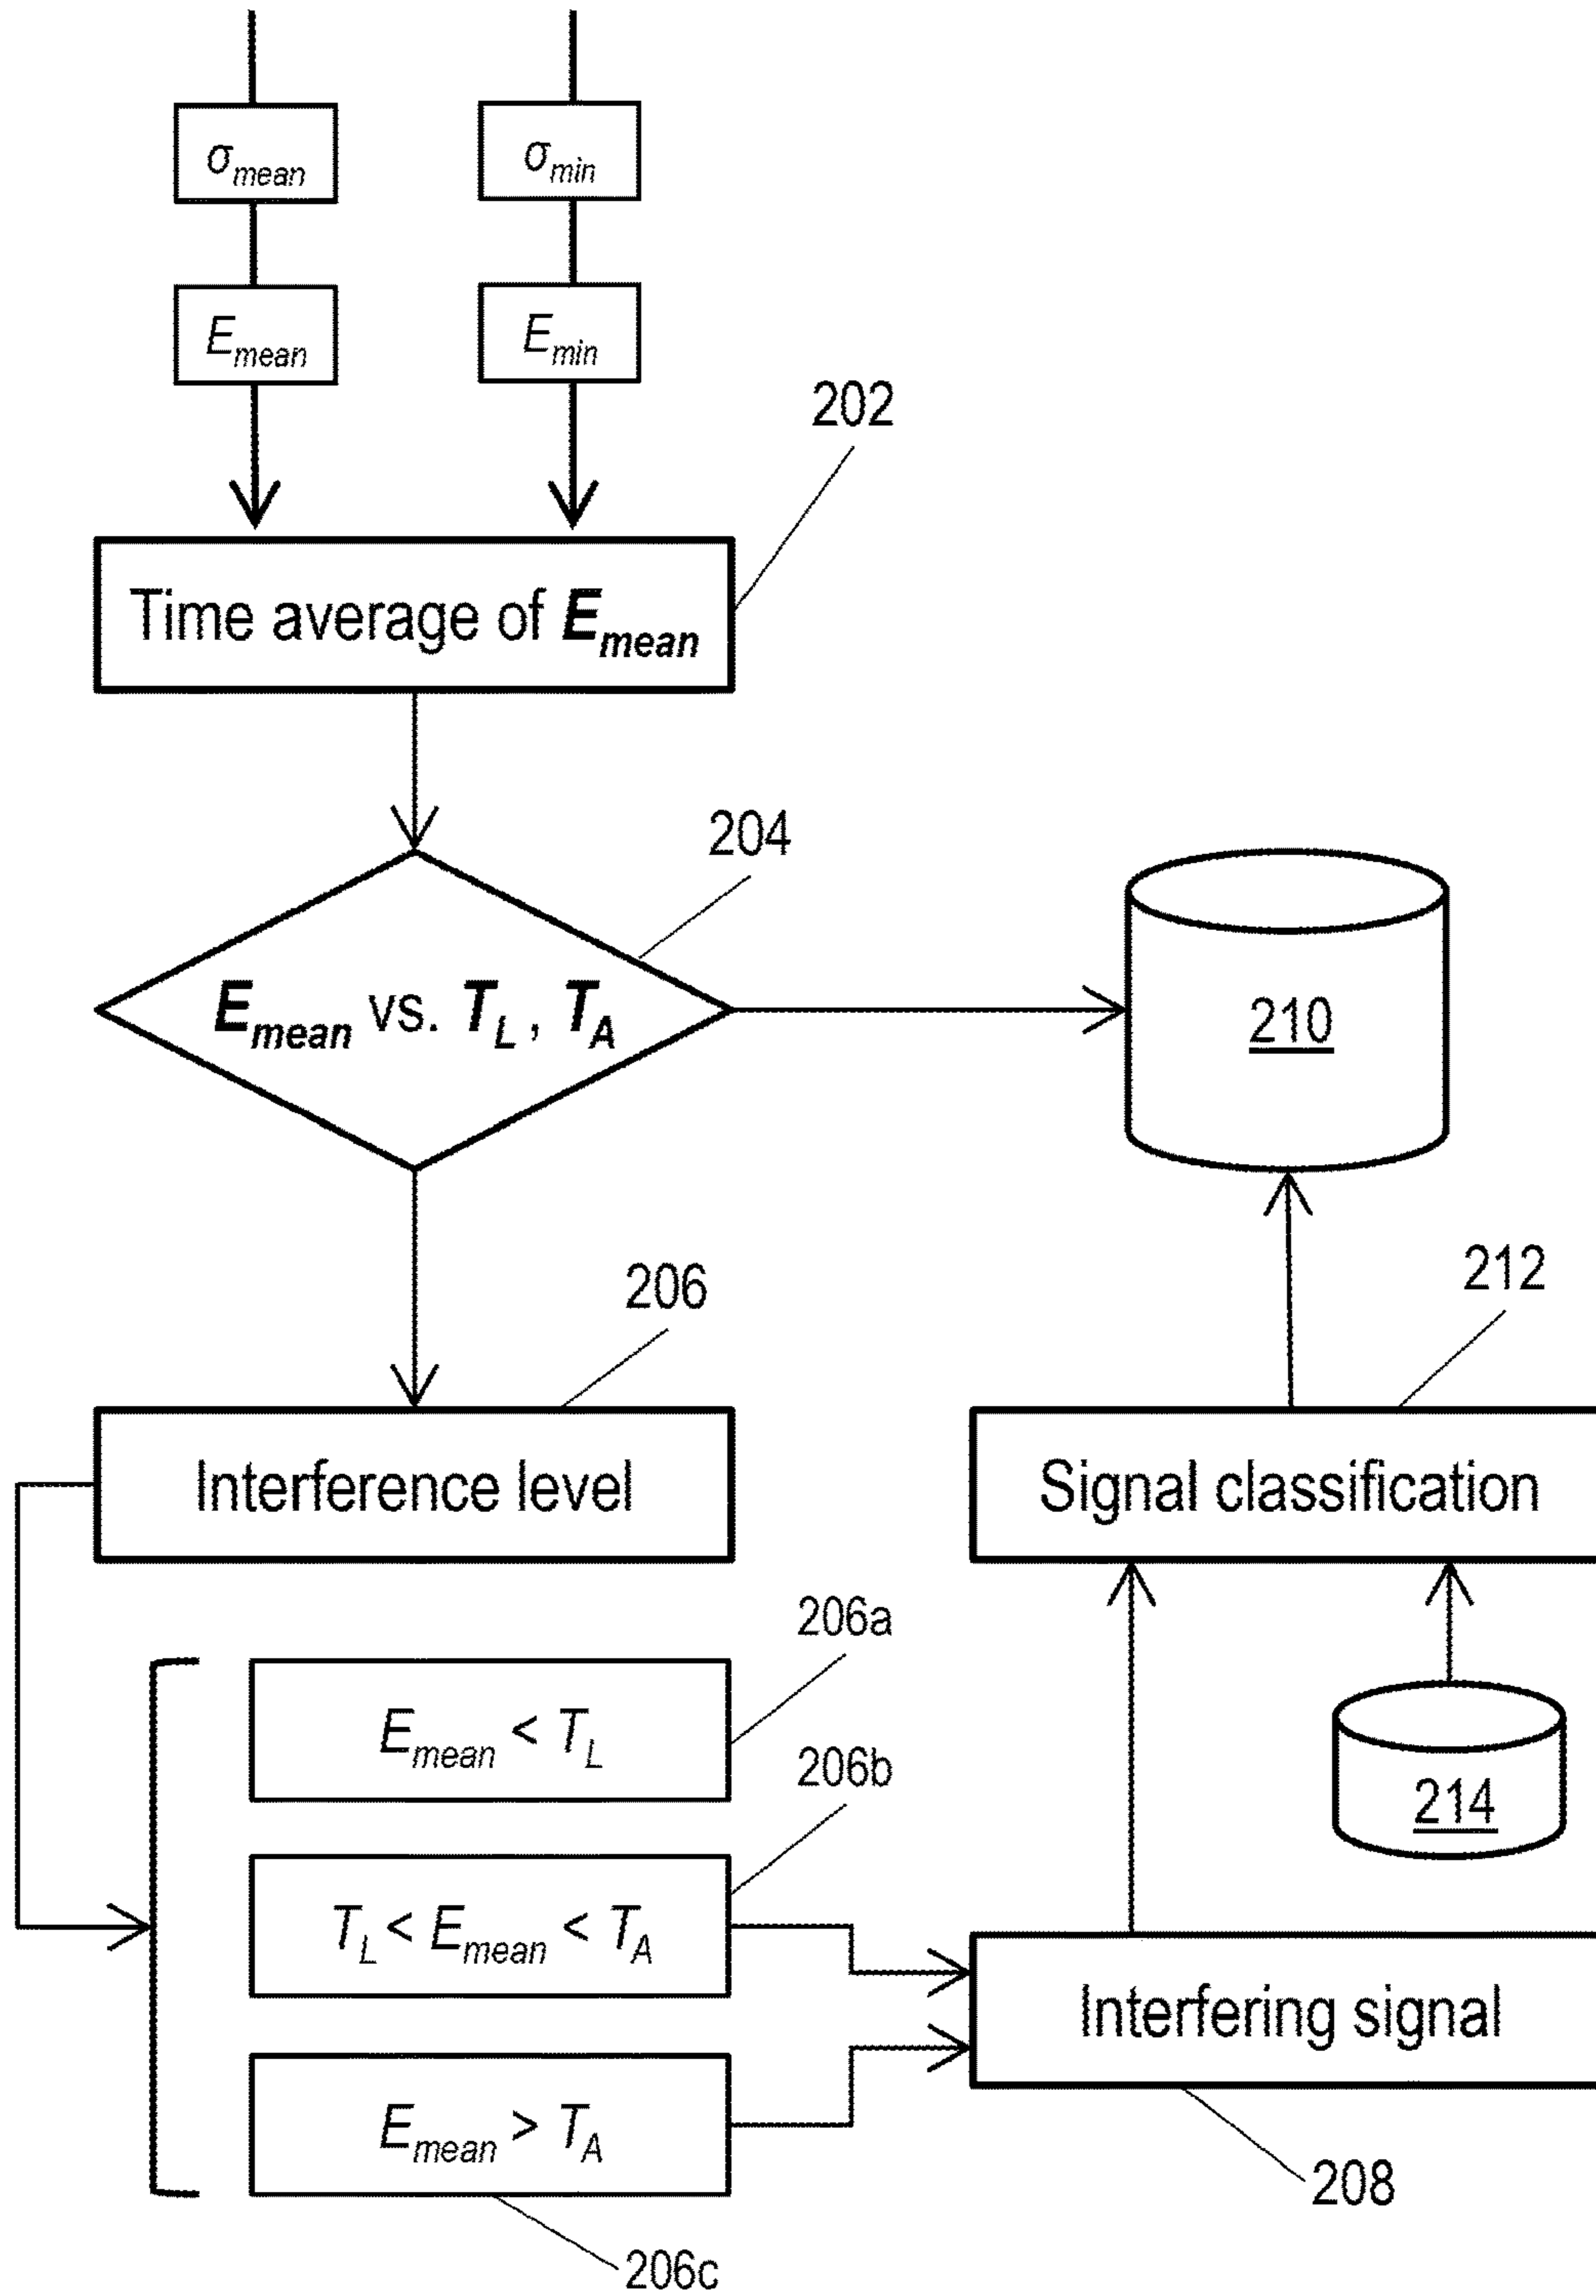 σmean
σmin
Emean
Emin
202
Time average of Emean
204
Emean vs. TL, TA
210
206
212
Interference level
Signal classification
206a
Emean < TL
206b
214
TL < Emean < TA
Interfering signal
Emean > TA
208
206c